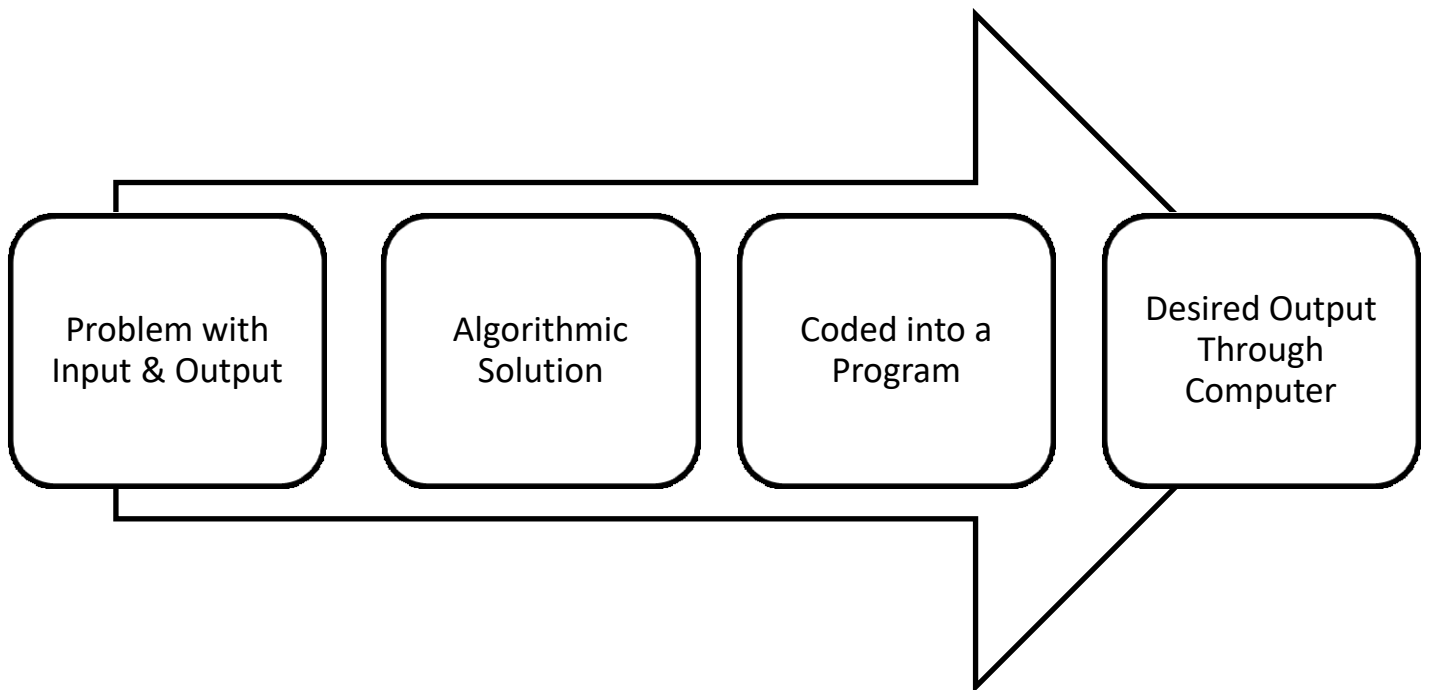 Problem with
Input & Output
Algorithmic
Solution
Coded into a
Program
Desired Output
Through
Computer